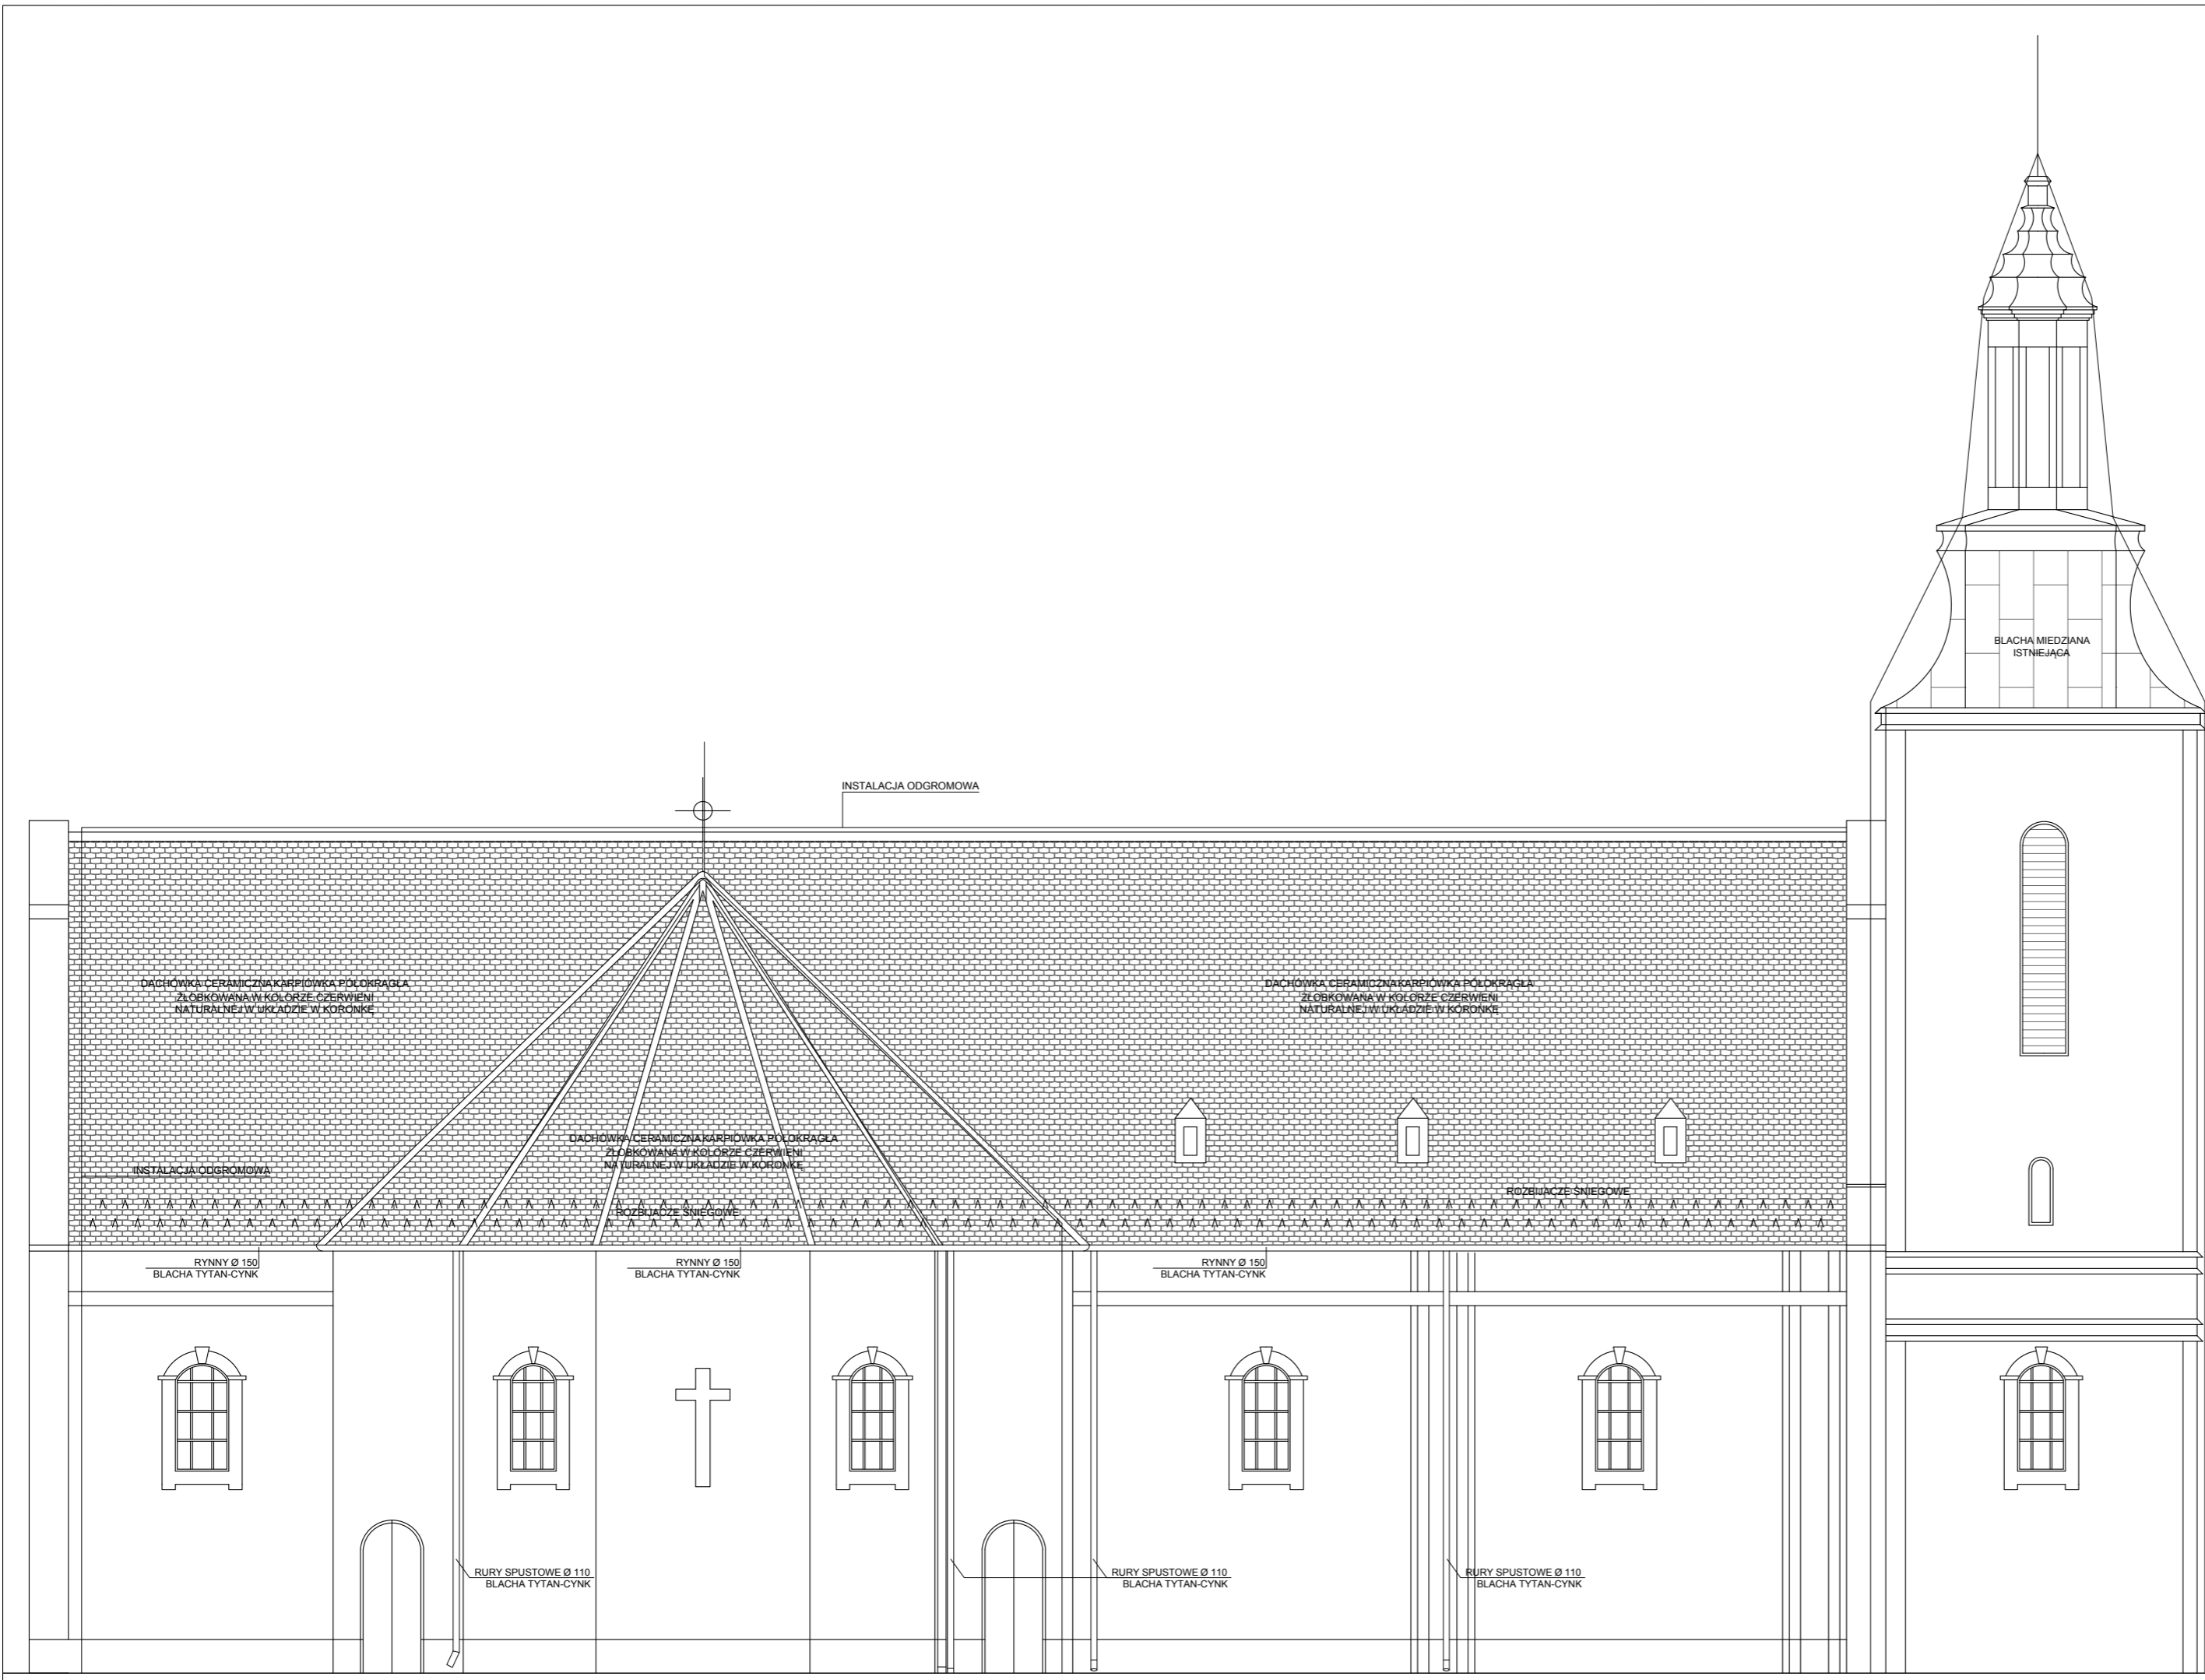 BLACHA MIEDZIANA
ISTNIEJĄCA
INSTALACJA ODGROMOWA
DACHÓWKA CERAMICZNA KARPIÓWKA PÓŁOKRĄGŁA
ŻŁOBKOWANA W KOLORZE CZERWIENI
NATURALNEJ W UKŁADZIE W KORONKĘ
DACHÓWKA CERAMICZNA KARPIÓWKA PÓŁOKRĄGŁA
ŻŁOBKOWANA W KOLORZE CZERWIENI
NATURALNEJ W UKŁADZIE W KORONKĘ
DACHÓWKA CERAMICZNA KARPIÓWKA PÓŁOKRĄGŁA
ŻŁOBKOWANA W KOLORZE CZERWIENI
NATURALNEJ W UKŁADZIE W KORONKĘ
INSTALACJA ODGROMOWA
ROZBIJACZE ŚNIEGOWE
ROZBIJACZE ŚNIEGOWE
RYNNY Ø 150
BLACHA TYTAN-CYNK
RYNNY Ø 150
BLACHA TYTAN-CYNK
RYNNY Ø 150
BLACHA TYTAN-CYNK
RURY SPUSTOWE Ø 110
BLACHA TYTAN-CYNK
RURY SPUSTOWE Ø 110
BLACHA TYTAN-CYNK
RURY SPUSTOWE Ø 110
BLACHA TYTAN-CYNK